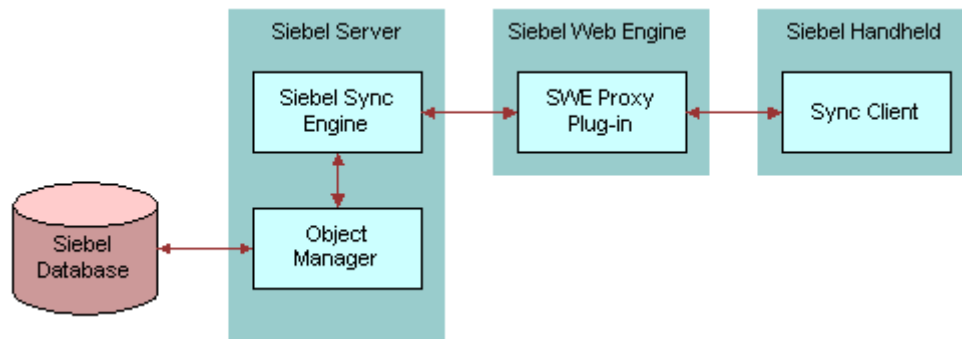 Siebel Server
Siebel Web Engine
Siebel Handheld
Siebel Sync
Engine
SWE Proxy
Plug-in
Sync Client
Siebel
Database
Object
Manager